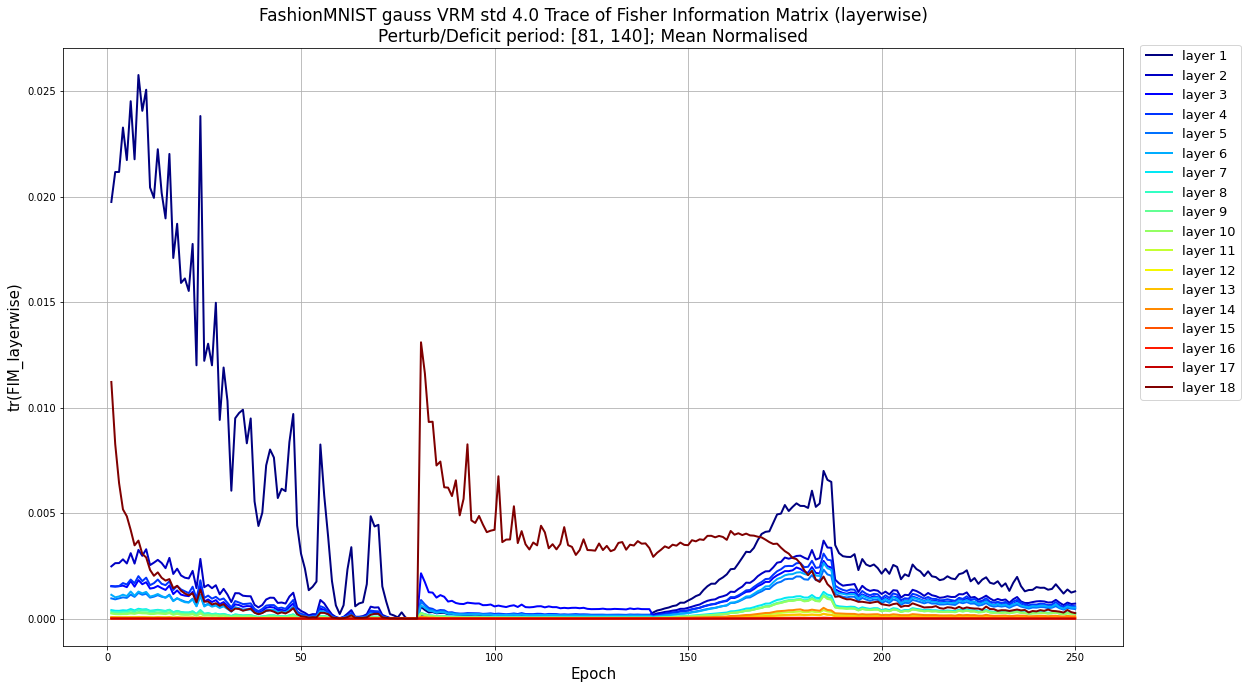 FashionMNIST gauss VRM std 4.0 Trace of Fisher Information Matrix (layerwise)
Perturb/Deficit period: [81, 140]; Mean Normalised
layer 1
layer 2
layer 3
layer 4
layer 5
layer 6
layer 7
layer 8
layer 9
layer 10
layer 11
layer 12
layer 13
layer 14
layer 15
layer 16
layer 17
layer 18
tr(FIM_layerwise)
0.025
0.020
0.015
0.010
0.005
0.000
0
50
100
150
200
250
Epoch